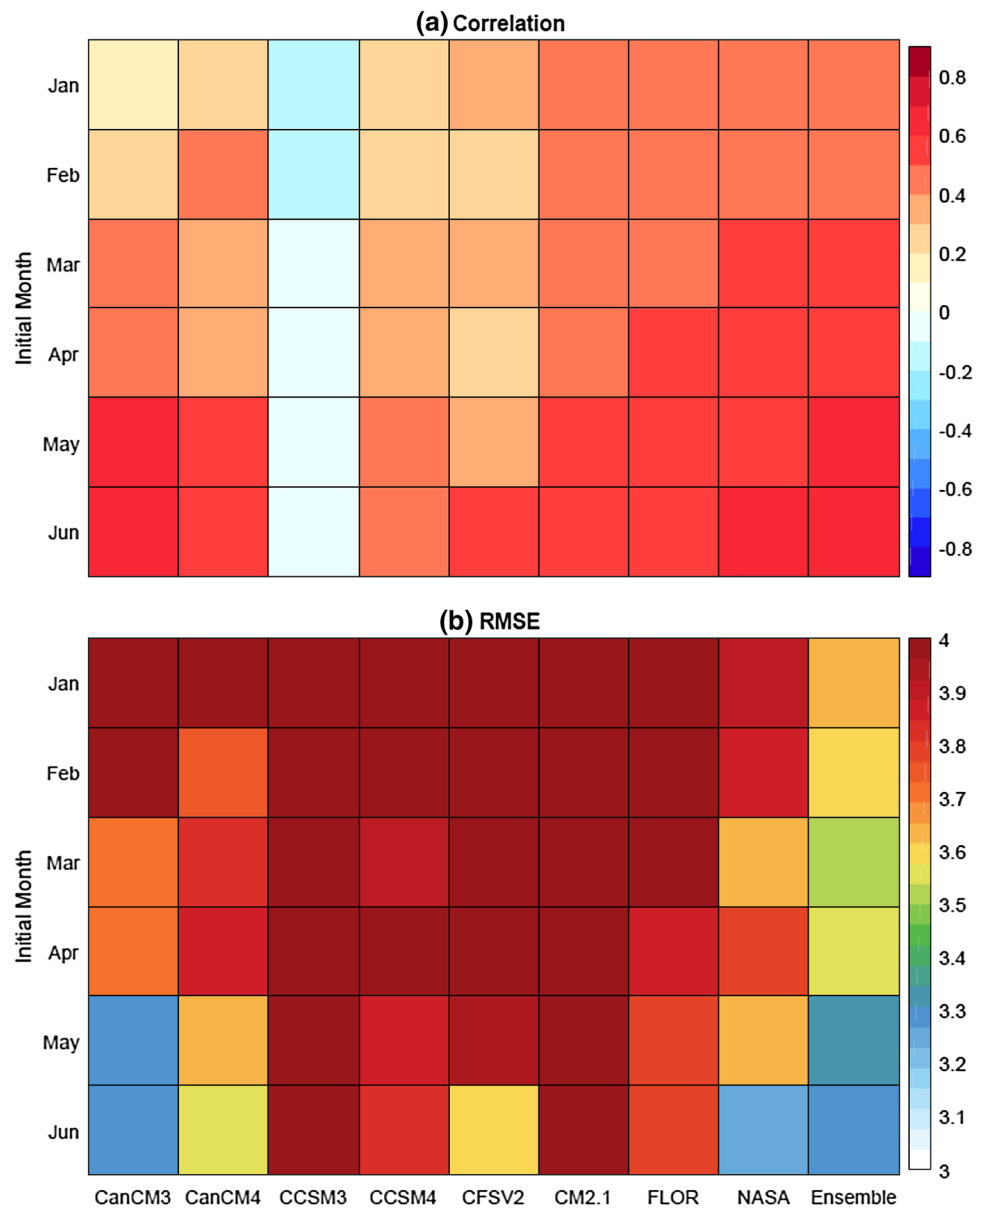 (a) Correlation
Jan
Feb
Mar
Apr
May
Jun
Initial Month
0.8
0.6
0.4
0.2
0
-0.2
-0.4
-0.6
-0.8
(b) RMSE
Jan
Feb
Mar
Apr
May
Jun
Initial Month
4
3.9
3.8
3.7
3.6
3.5
3.4
3.3
3.2
3.1
3
CanCM3 CanCM4 CCSM3 CCSM4 CFSV2 CM2.1 FLOR NASA Ensemble